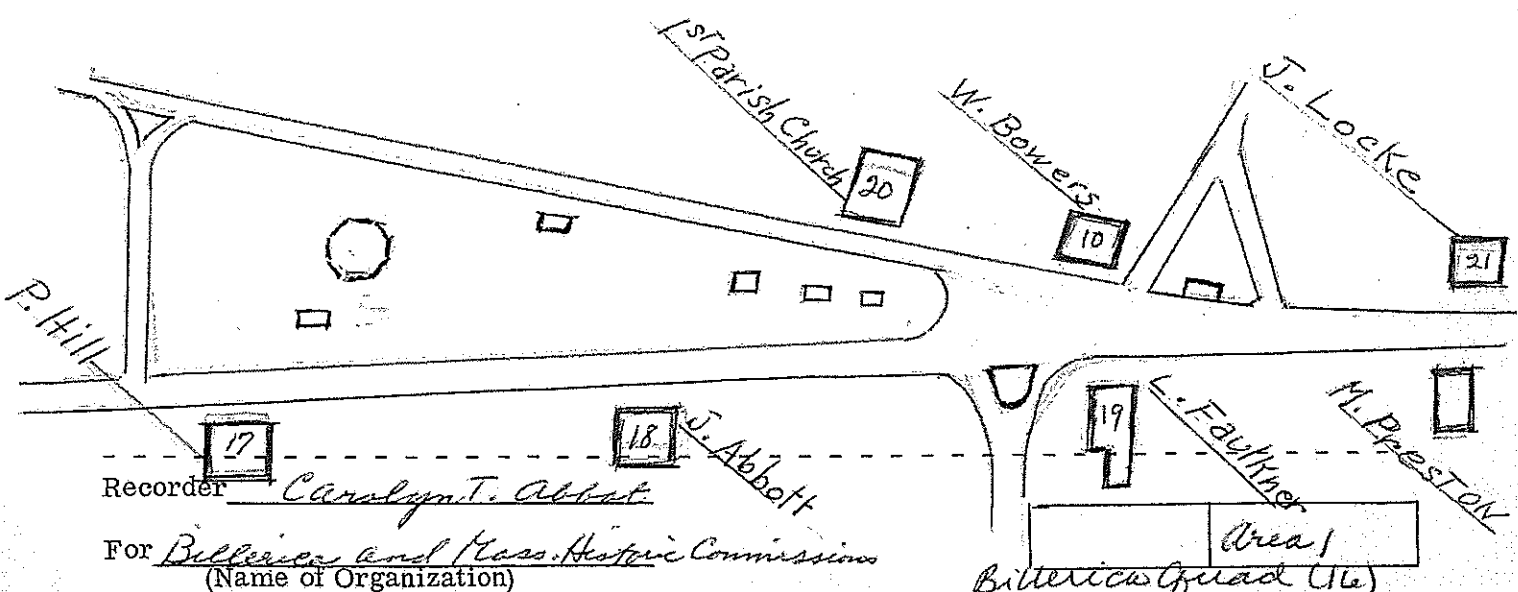 1st Parish Church
W. Bowers
J. Locke
20
10
21
P. Hill
17
18
J. Abbott
19
L. Faulkner
M. Preston
Recorder Carolyn T. Abbot
For Billerica and Mass. Historic Commissions
(Name of Organization)
Area 1
Billerica Quad (16)